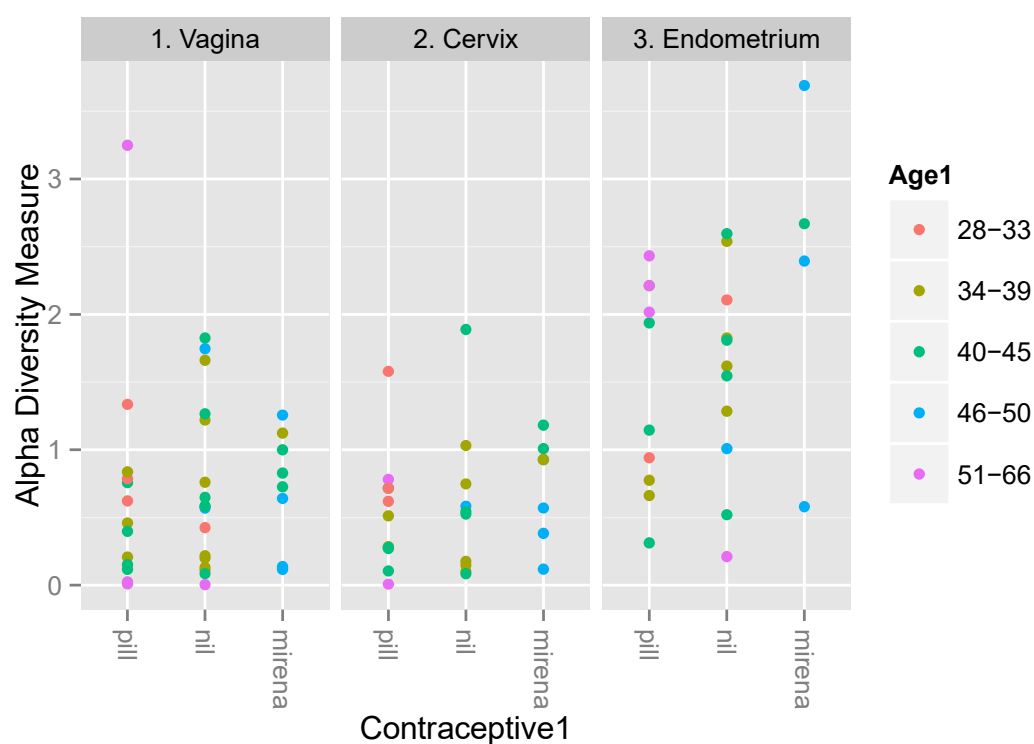 1. Vagina
2. Cervix
3. Endometrium
Alpha Diversity Measure
3
2
1
0
pill
nil
mirena
pill
nil
mirena
pill
nil
mirena
Contraceptive1
Age1
28−33
34−39
40−45
46−50
51−66